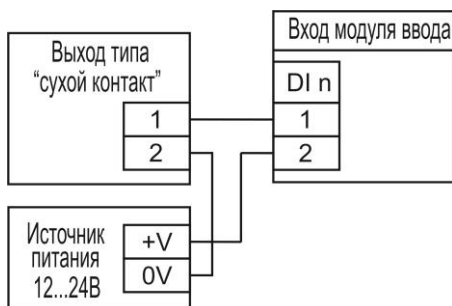 Выход типа
“сухой контакт”
1
2
Вход модуля ввода
DI n
1
2
Источник
питания
12...24В
+V
0V